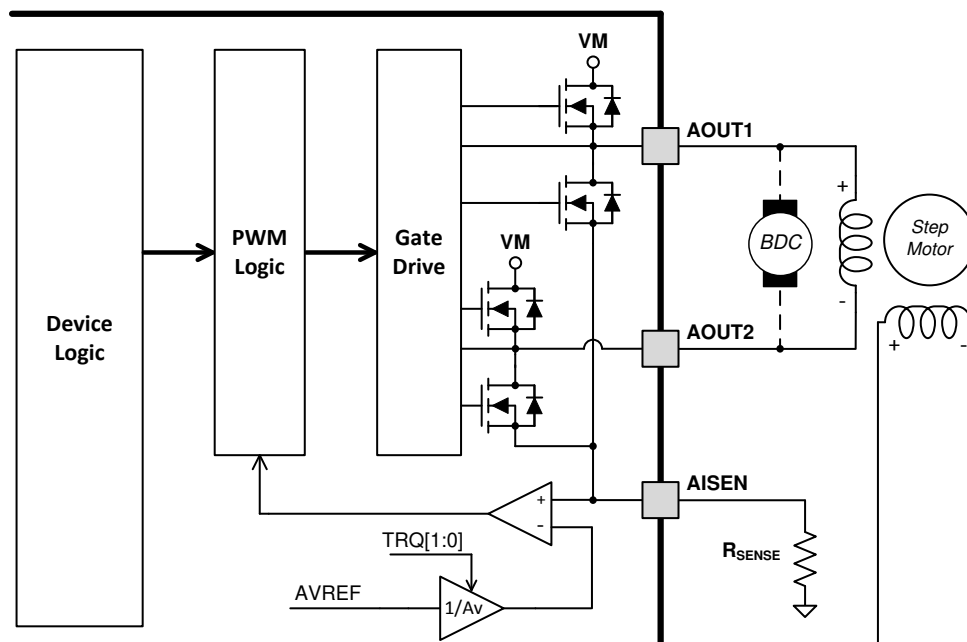 VM
AOUT1
Device
Logic
PWM
Logic
Gate
Drive
VM
BDC
+
-
Step
Motor
AOUT2
+
-
AISEN
+
-
RSENSE
TRQ[1:0]
AVREF
1/Av